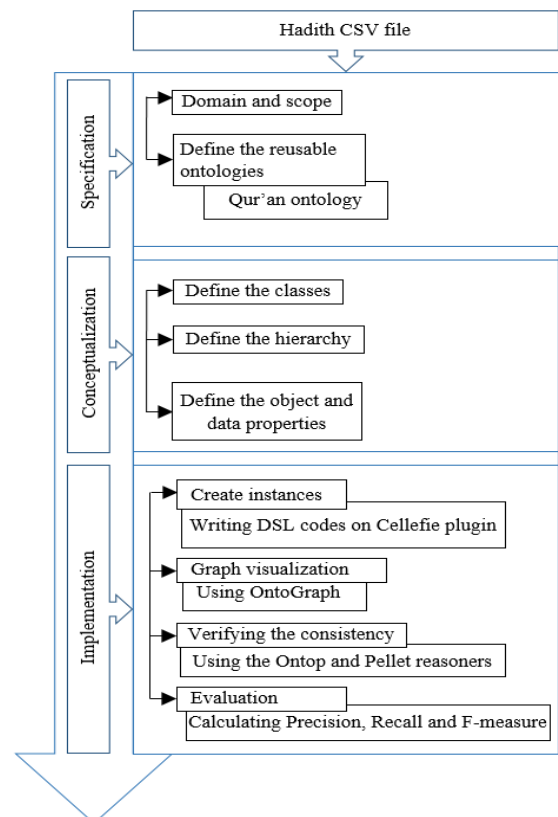 Hadith CSV file
Specification
Domain and scope
Define the reusable
ontologies
Qur’an ontology
Conceptualization
Define the classes
Define the hierarchy
Define the object and
data properties
Implementation
Create instances
Writing DSL codes on Cellefie plugin
Graph visualization
Using OntoGraph
Verifying the consistency
Using the Ontop and Pellet reasoners
Evaluation
Calculating Precision, Recall and F-measure